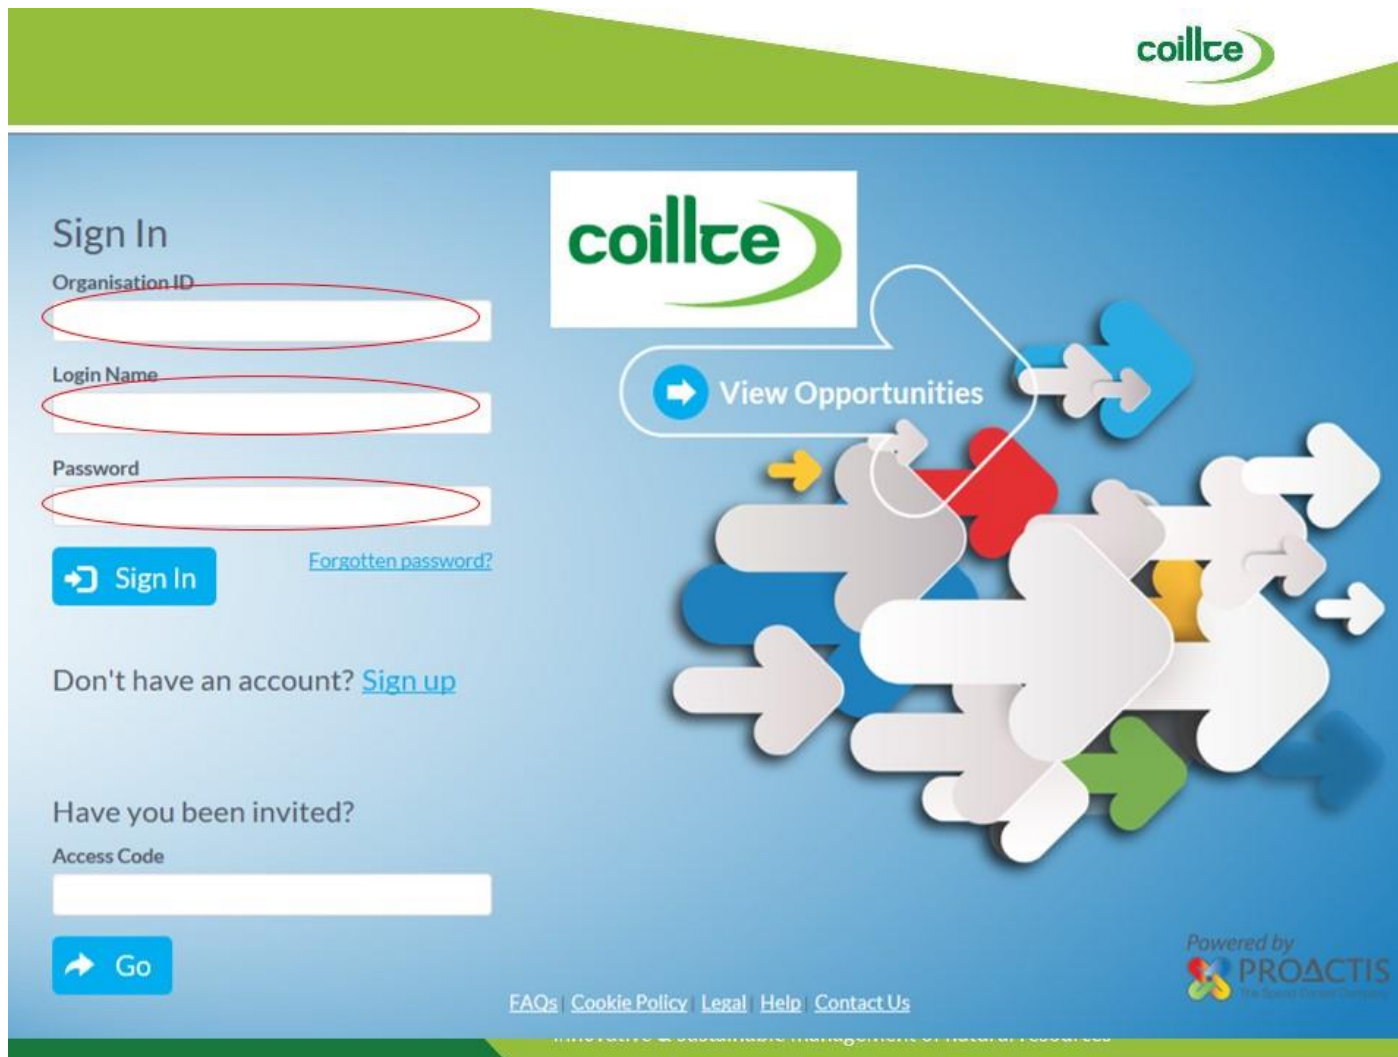 coillte
Sign In
Organisation ID
Login Name
Password
Sign In
Forgotten password?
Don't have an account? Sign up
Have you been invited?
Access Code
Go
coillte
View Opportunities
Powered by
PROACTIS
FAQs | Cookie Policy | Legal | Help | Contact Us